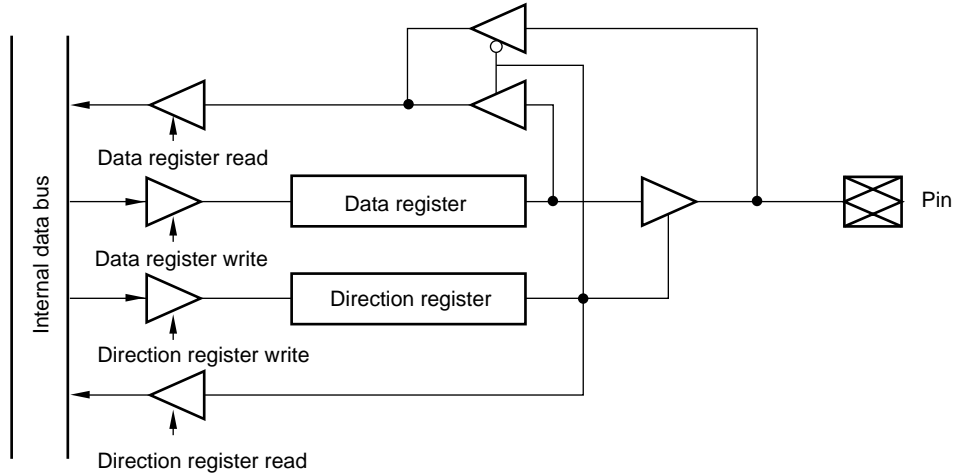 Data register read
Data register
Pin
Data register write
Internal data bus
Direction register
Direction register write
Direction register read